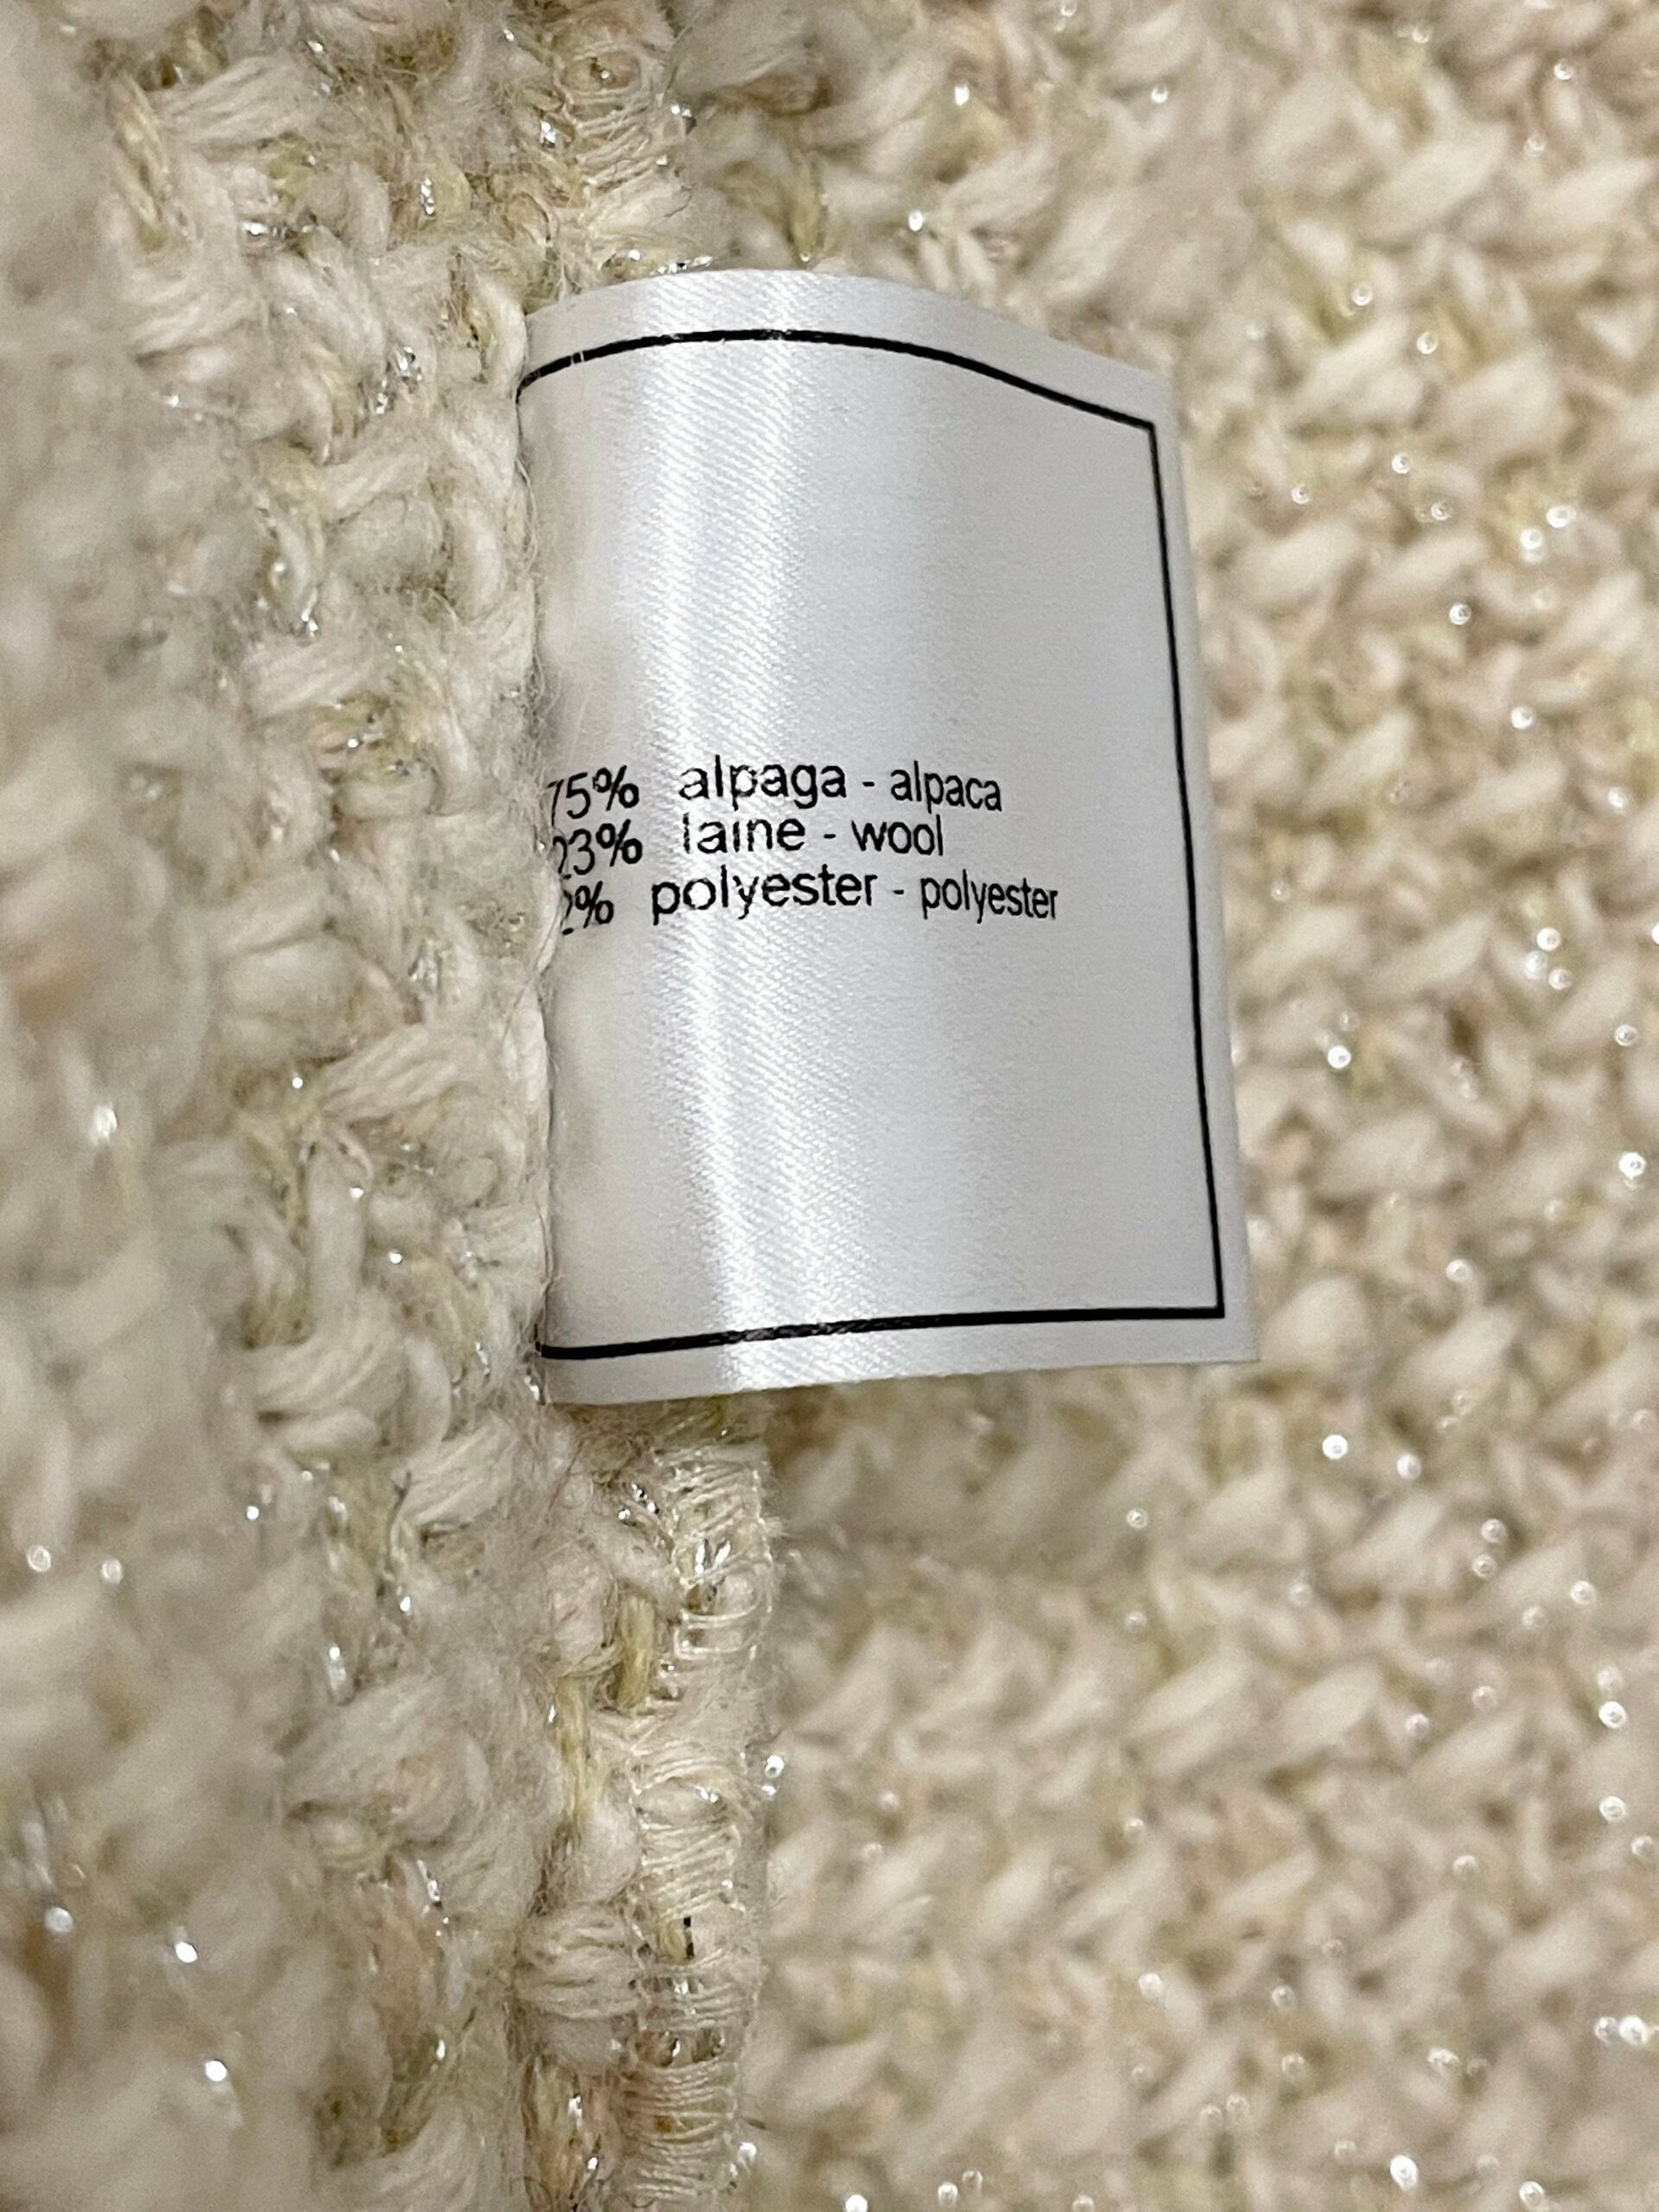 75% alpaga - alpaca
23% laine - wool
2% polyester - polyester